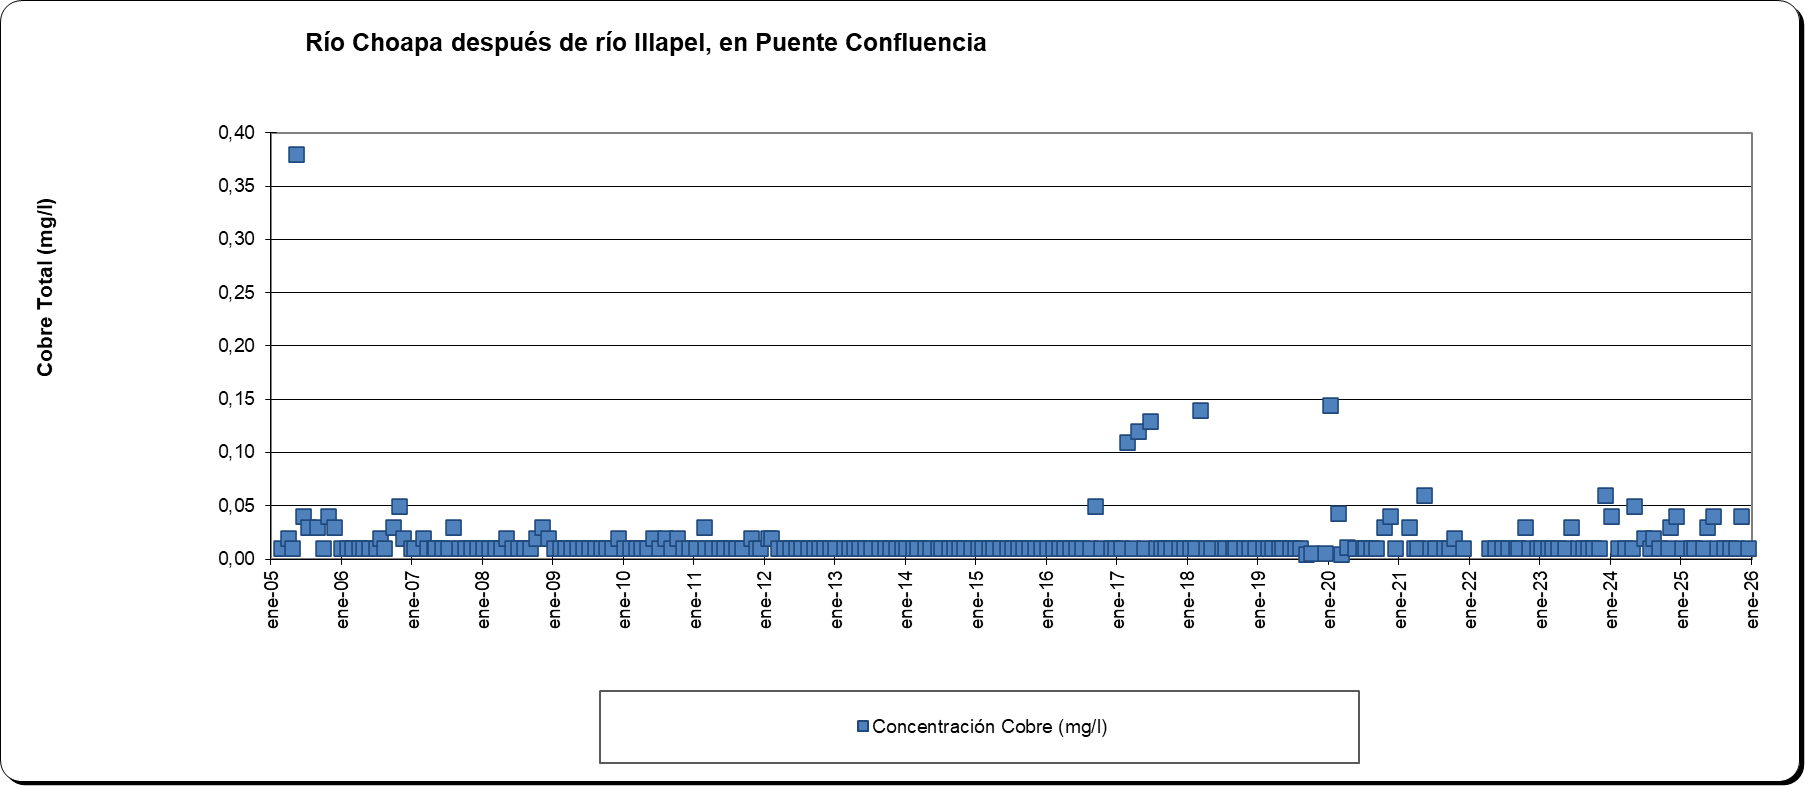 Río Choapa después de río Illapel, en Puente Confluencia
Cobre Total (mg/l)
0,40
0,35
0,30
0,25
0,20
0,15
0,10
0,05
0,00
ene-05
ene-06
ene-07
ene-08
ene-09
ene-10
ene-11
ene-12
ene-13
ene-14
ene-15
ene-16
ene-17
ene-18
ene-19
ene-20
ene-21
ene-22
ene-23
ene-24
ene-25
ene-26
Concentración Cobre (mg/l)